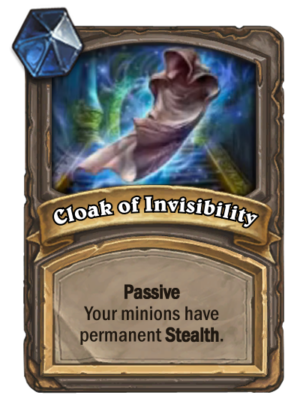 Cloak of Invisibility
Passive
Your minions have
permanent Stealth.